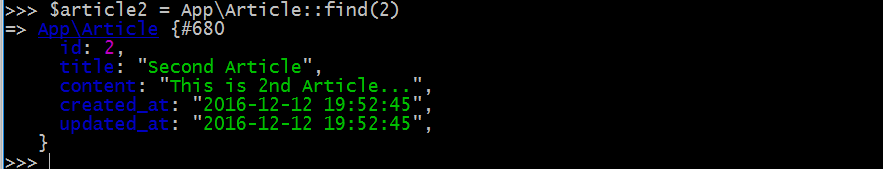 >>> $article2 = App\Article::find(2)
=> App\Article {#680
     id: 2,
     title: "Second Article",
     content: "This is 2nd Article...",
     created_at: "2016-12-12 19:52:45",
     updated_at: "2016-12-12 19:52:45",
   }
>>>